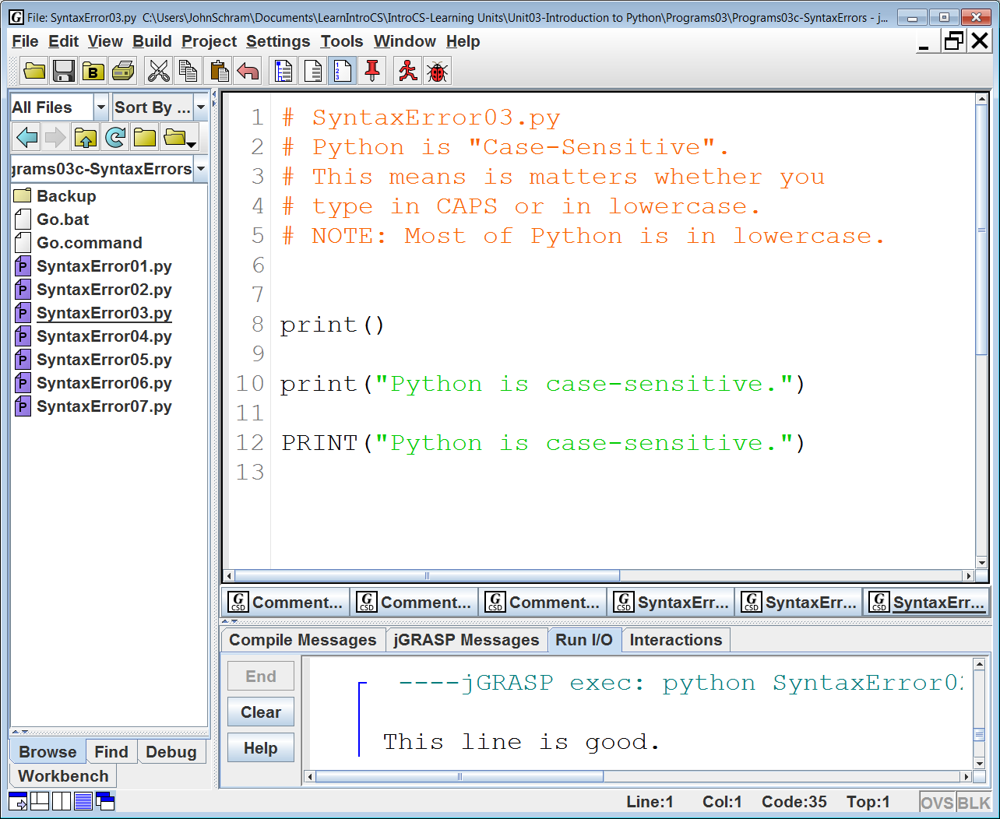 File: SyntaxError03.py  C:\Users\JohnSchram\Documents\LearnIntroCS\IntroCS-Learning Units\Unit03-Introduction to Python\Programs03\Programs03c-SyntaxErrors - j...
File Edit View Build Project Settings Tools Window Help
All Files Sort By ...
grams03c-SyntaxErrors
Backup
Go.bat
Go.command
SyntaxError01.py
SyntaxError02.py
SyntaxError03.py
SyntaxError04.py
SyntaxError05.py
SyntaxError06.py
SyntaxError07.py
Browse Find Debug
Workbench
1 # SyntaxError03.py
2 # Python is "Case-Sensitive".
3 # This means is matters whether you
4 # type in CAPS or in lowercase.
5 # NOTE: Most of Python is in lowercase.
6
7
8 print()
9
10 print("Python is case-sensitive.")
11
12 PRINT("Python is case-sensitive.")
13
Comment... Comment... Comment... SyntaxErr... SyntaxErr... SyntaxErr...
Compile Messages jGRASP Messages Run I/O Interactions
End
Clear
Help
----jGRASP exec: python SyntaxError02
This line is good.
Line:1 Col:1 Code:35 Top:1 OVS BLK